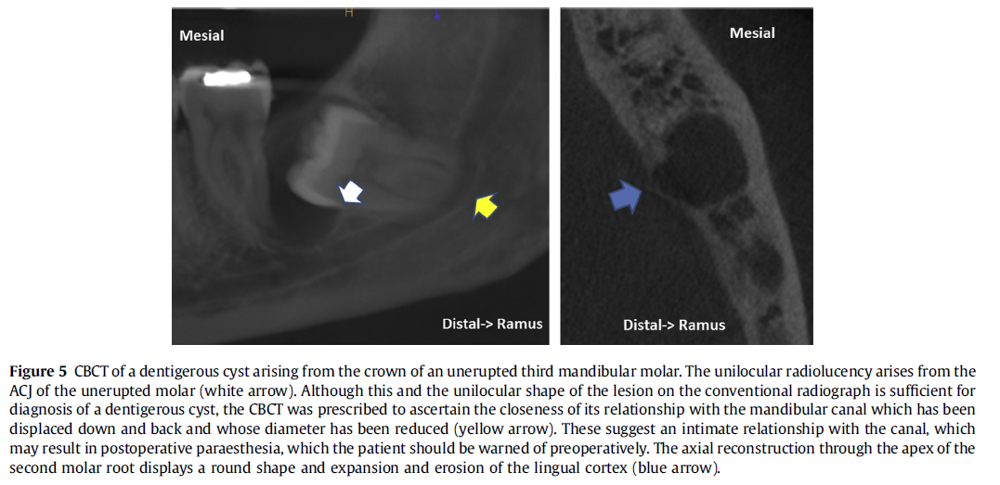 H
Mesial
Mesial
Distal-> Ramus
Distal-> Ramus
Figure 5 CBCT of a dentigerous cyst arising from the crown of an unerupted third mandibular molar. The unilocular radiolucency arises from the
ACJ of the unerupted molar (white arrow). Although this and the unilocular shape of the lesion on the conventional radiograph is sufficient for
diagnosis of a dentigerous cyst, the CBCT was prescribed to ascertain the closeness of its relationship with the mandibular canal which has been
displaced down and back and whose diameter has been reduced (yellow arrow). These suggest an intimate relationship with the canal, which
may result in postoperative paraesthesia, which the patient should be warned of preoperatively. The axial reconstruction through the apex of the
second molar root displays a round shape and expansion and erosion of the lingual cortex (blue arrow).